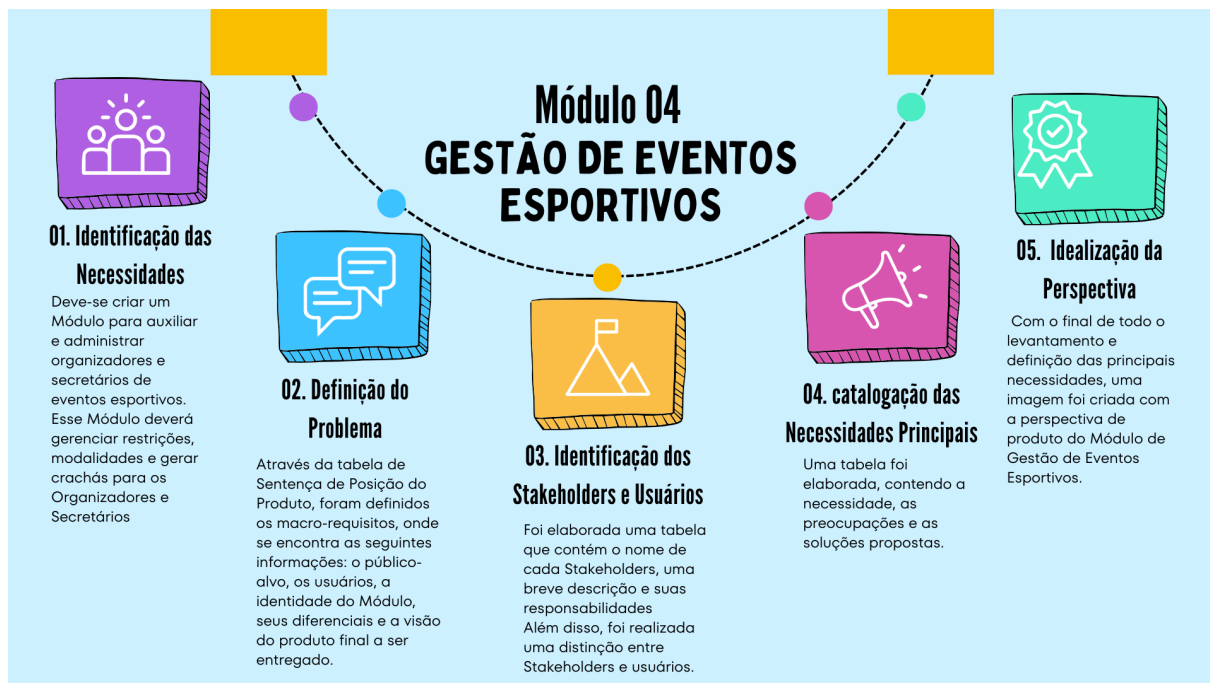 Módulo 04
GESTÃO DE EVENTOS
ESPORTIVOS
01. Identificação das
Necessidades
Deve-se criar um
Módulo para auxiliar
e administrar
organizadores e
secretários de
eventos esportivos.
Esse Módulo deverá
gerenciar restrições,
modalidades e gerar
crachás para os
Organizadores e
Secretários
02. Definição do
Problema
Através da tabela de
Sentença de Posição do
Produto, foram definidos
os macro-requisitos, onde
se encontra as seguintes
informações: o público-
alvo, os usuários, a
identidade do Módulo,
seus diferenciais e a visão
do produto final a ser
entregado.
03. Identificação dos
Stakeholders e Usuários
Foi elaborada uma tabela
que contém o nome de
cada Stakeholders, uma
breve descrição e suas
responsabilidades
Além disso, foi realizada
uma distinção entre
Stakeholders e usuários.
04. catalogação das
Necessidades Principais
Uma tabela foi
elaborada, contendo a
necessidade, as
preocupações e as
soluções propostas.
05. Idealização da
Perspectiva
Com o final de todo o
levantamento e
definição das principais
necessidades, uma
imagem foi criada com
a perspectiva de
produto do Módulo de
Gestão de Eventos
Esportivos.